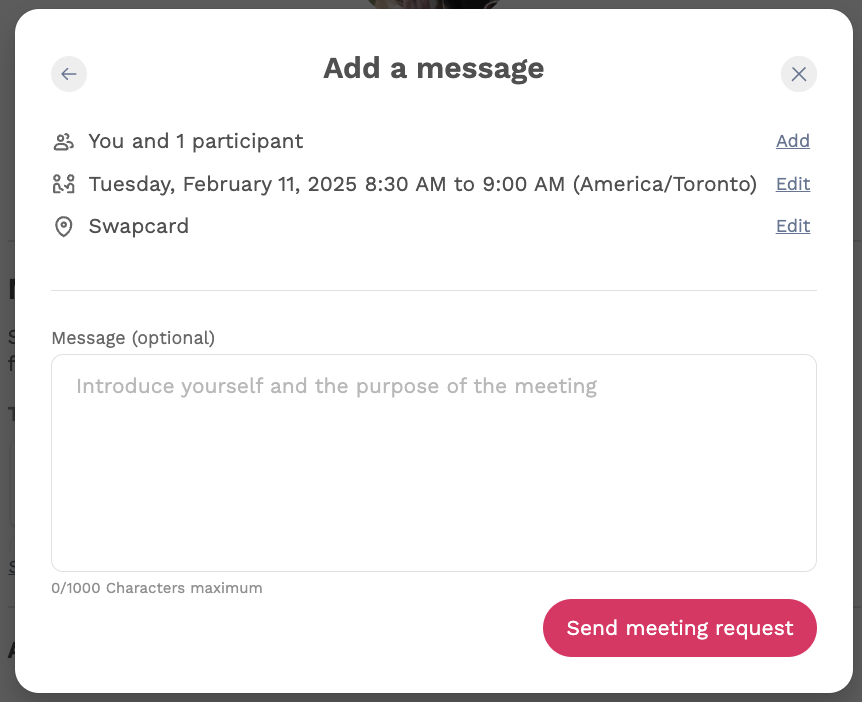 Add a message
You and 1 participant Add
Tuesday, February 11, 2025 8:30 AM to 9:00 AM (America/Toronto) Edit
Swapcard Edit
Message (optional)
Introduce yourself and the purpose of the meeting
0/1000 Characters maximum
Send meeting request